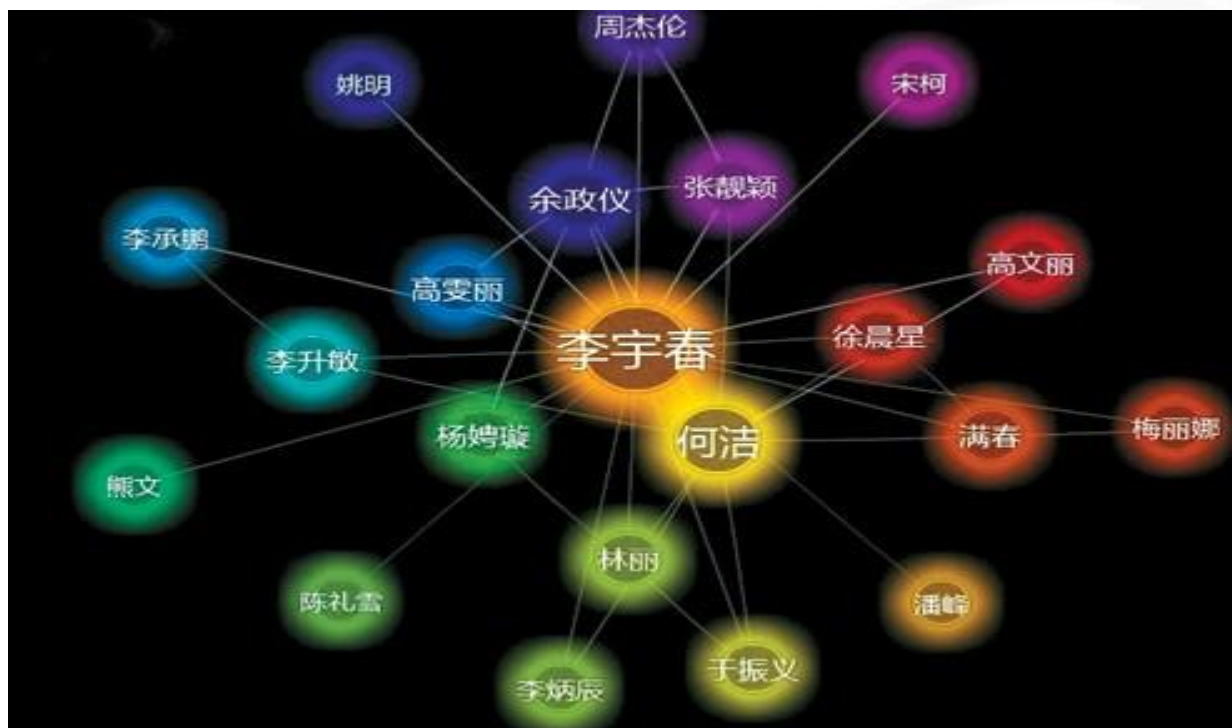 周杰伦
姚明
宋柯
余政仪
张靓颖
李承鹏
高雯丽
高文丽
李宇春
徐晨星
李升敏
杨娉璇
何洁
满春
梅丽娜
熊文
林丽
陈礼雪
潘峰
李炳辰
于振义